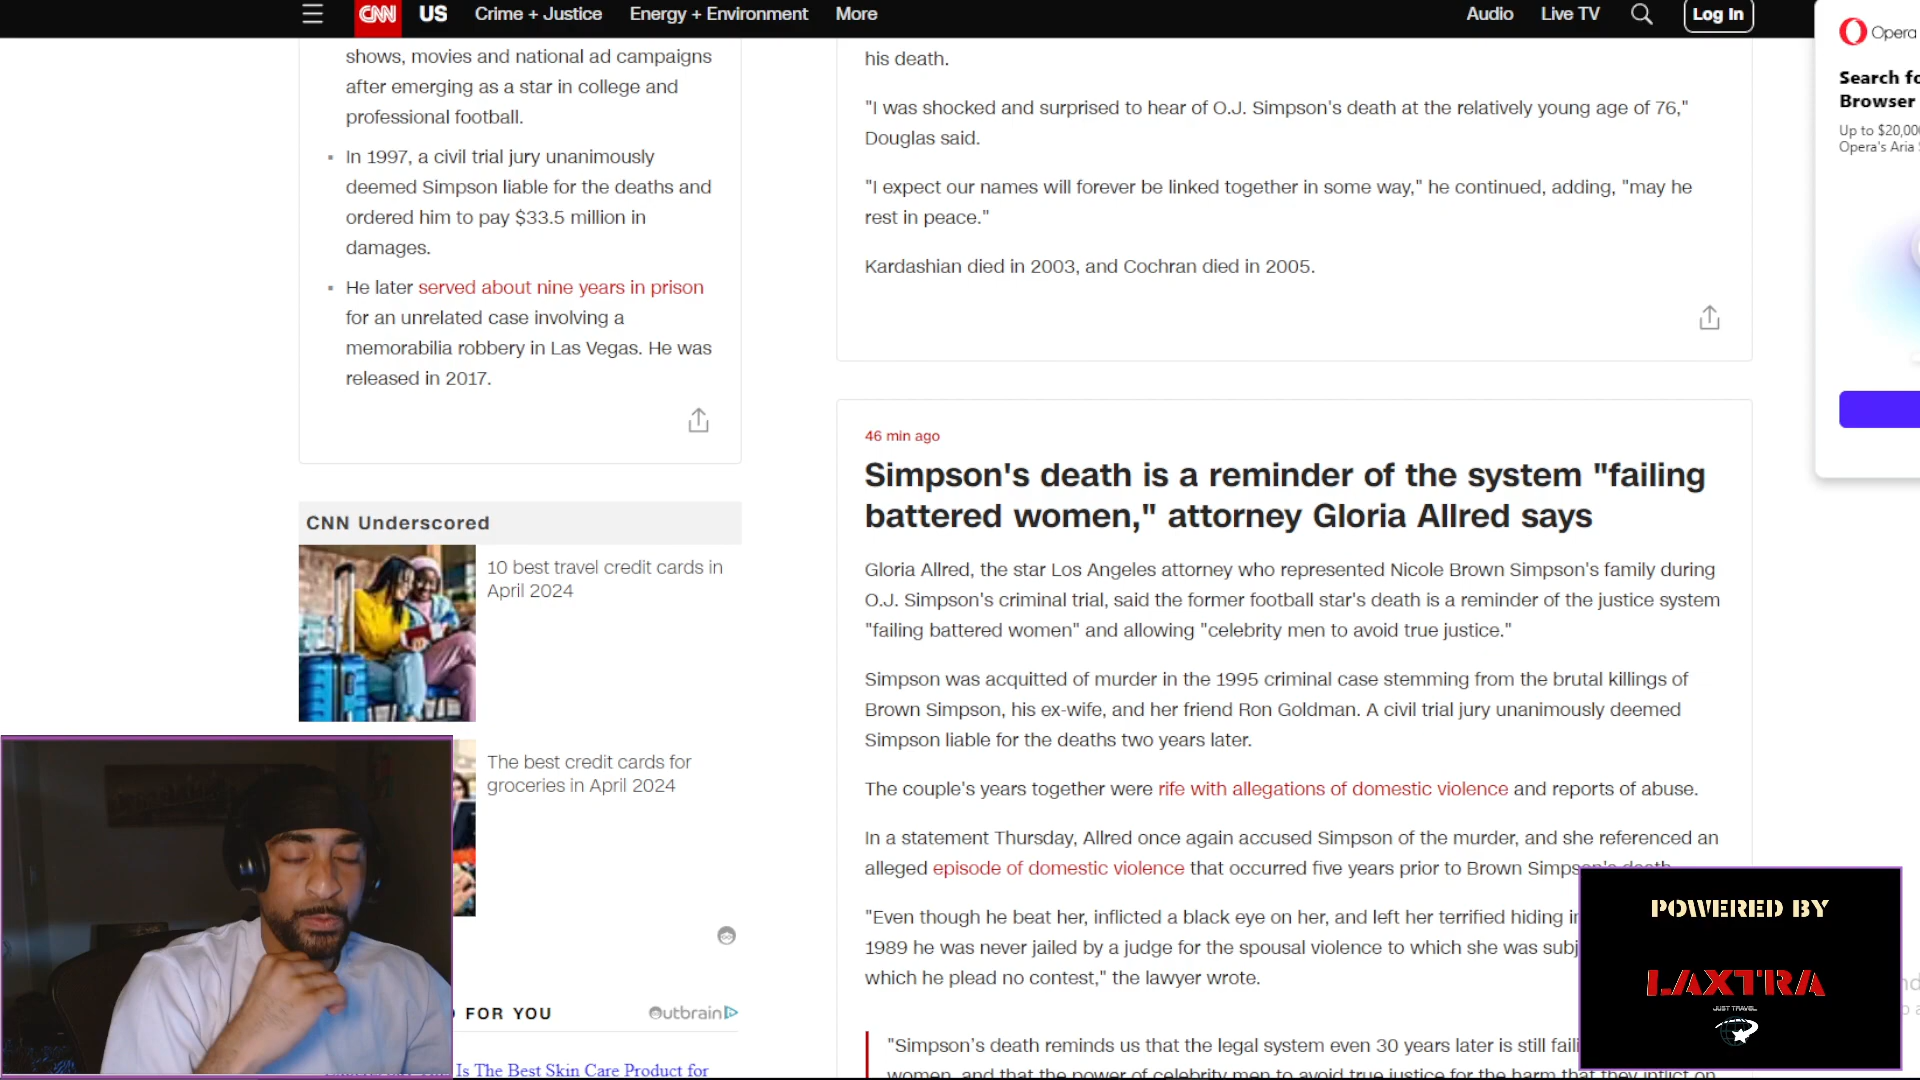 CNN US Crime + Justice Energy + Environment More Audio Live TV Log In
shows, movies and national ad campaigns
after emerging as a star in college and
professional football.
In 1997, a civil trial jury unanimously
deemed Simpson liable for the deaths and
ordered him to pay $33.5 million in
damages.
He later served about nine years in prison
for an unrelated case involving a
memorabilia robbery in Las Vegas. He was
released in 2017.
CNN Underscored
10 best travel credit cards in
April 2024
The best credit cards for
groceries in April 2024
FOR YOU
Outbrain
Is The Best Skin Care Product for
his death.
"I was shocked and surprised to hear of O.J. Simpson's death at the relatively young age of 76,"
Douglas said.
"I expect our names will forever be linked together in some way," he continued, adding, "may he
rest in peace."
Kardashian died in 2003, and Cochran died in 2005.
46 min ago
Simpson's death is a reminder of the system "failing
battered women," attorney Gloria Allred says
Gloria Allred, the star Los Angeles attorney who represented Nicole Brown Simpson's family during
O.J. Simpson's criminal trial, said the former football star's death is a reminder of the justice system
"failing battered women" and allowing "celebrity men to avoid true justice."
Simpson was acquitted of murder in the 1995 criminal case stemming from the brutal killings of
Brown Simpson, his ex-wife, and her friend Ron Goldman. A civil trial jury unanimously deemed
Simpson liable for the deaths two years later.
The couple's years together were rife with allegations of domestic violence and reports of abuse.
In a statement Thursday, Allred once again accused Simpson of the murder, and she referenced an
alleged episode of domestic violence that occurred five years prior to Brown Simpson's death.
"Even though he beat her, inflicted a black eye on her, and left her terrified hiding in
1989 he was never jailed by a judge for the spousal violence to which she was subj
which he plead no contest," the lawyer wrote.
"Simpson's death reminds us that the legal system even 30 years later is still faili
women, and that the power of celebrity men to avoid true justice for the harm that they inflict on
Opera
Search fo
Browser
Up to $20,00
Opera's Aria
POWERED BY
LAXTRA
JUST TRAVEL